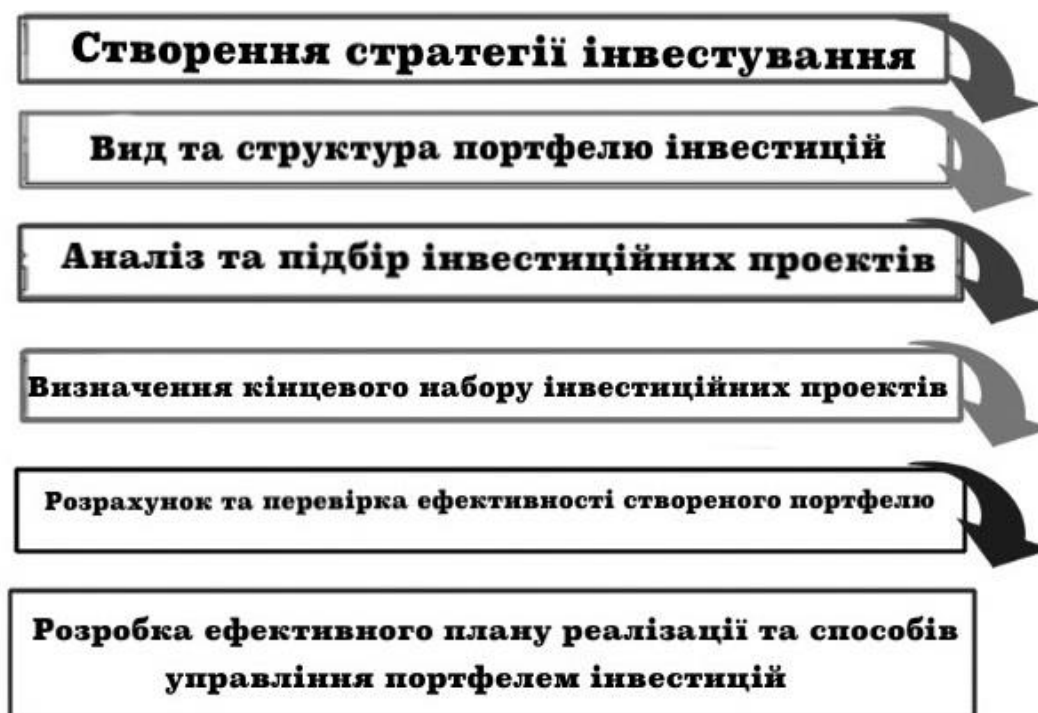 Створення стратегії інвестування
Вид та структура портфелю інвестицій
Аналіз та підбір інвестиційних проектів
Визначення кінцевого набору інвестиційних проектів
Розрахунок та перевірка ефективності створеного портфелю
Розробка ефективного плану реалізації та способів
управління портфелем інвестицій